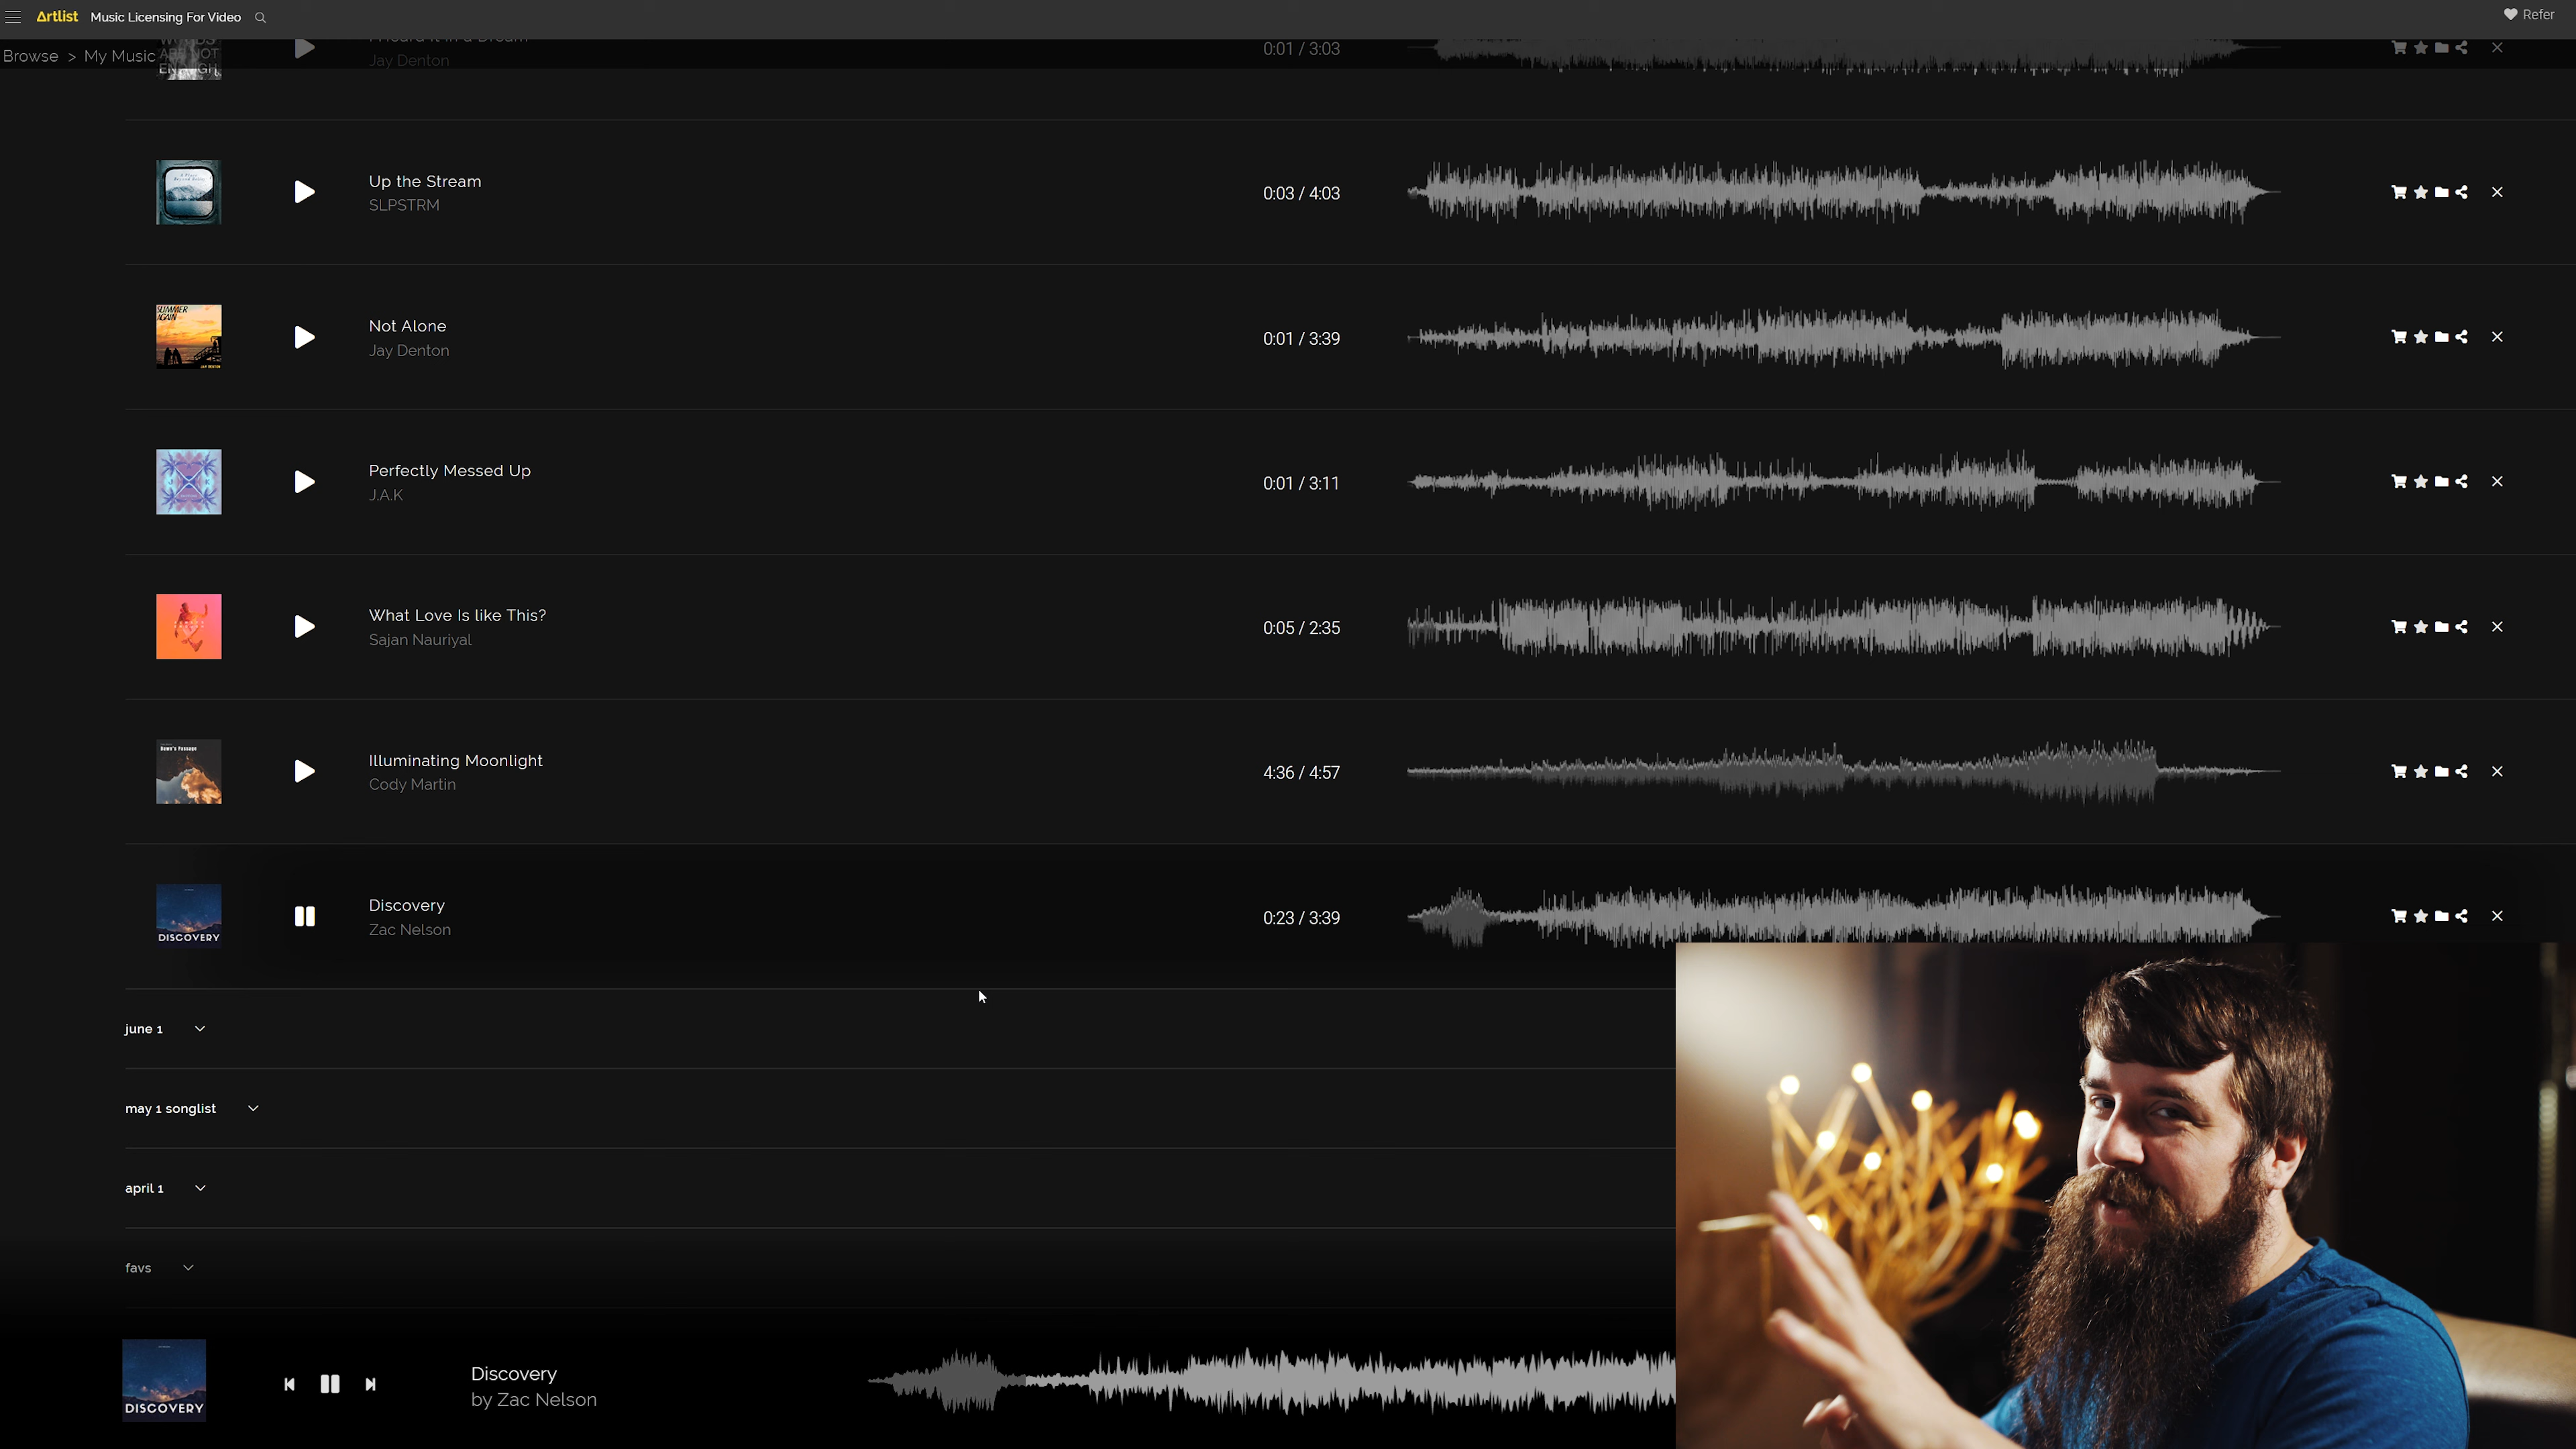 Artlist Music Licensing For Video
Refer
Browse > My Music
ENOUGH
Jay Denton
0:01 / 3:03
Up the Stream
SLPSTRM
0:03 / 4:03
SUMMER
AGAIN
Not Alone
Jay Denton
0:01 / 3:39
Perfectly Messed Up
J.A.K
0:01 / 3:11
What Love Is like This?
Sajan Nauriyal
0:05 / 2:35
Illuminating Moonlight
Cody Martin
4:36 / 4:57
DISCOVERY
Discovery
Zac Nelson
0:23 / 3:39
june 1
may 1 songlist
april 1
favs
DISCOVERY
Discovery
by Zac Nelson